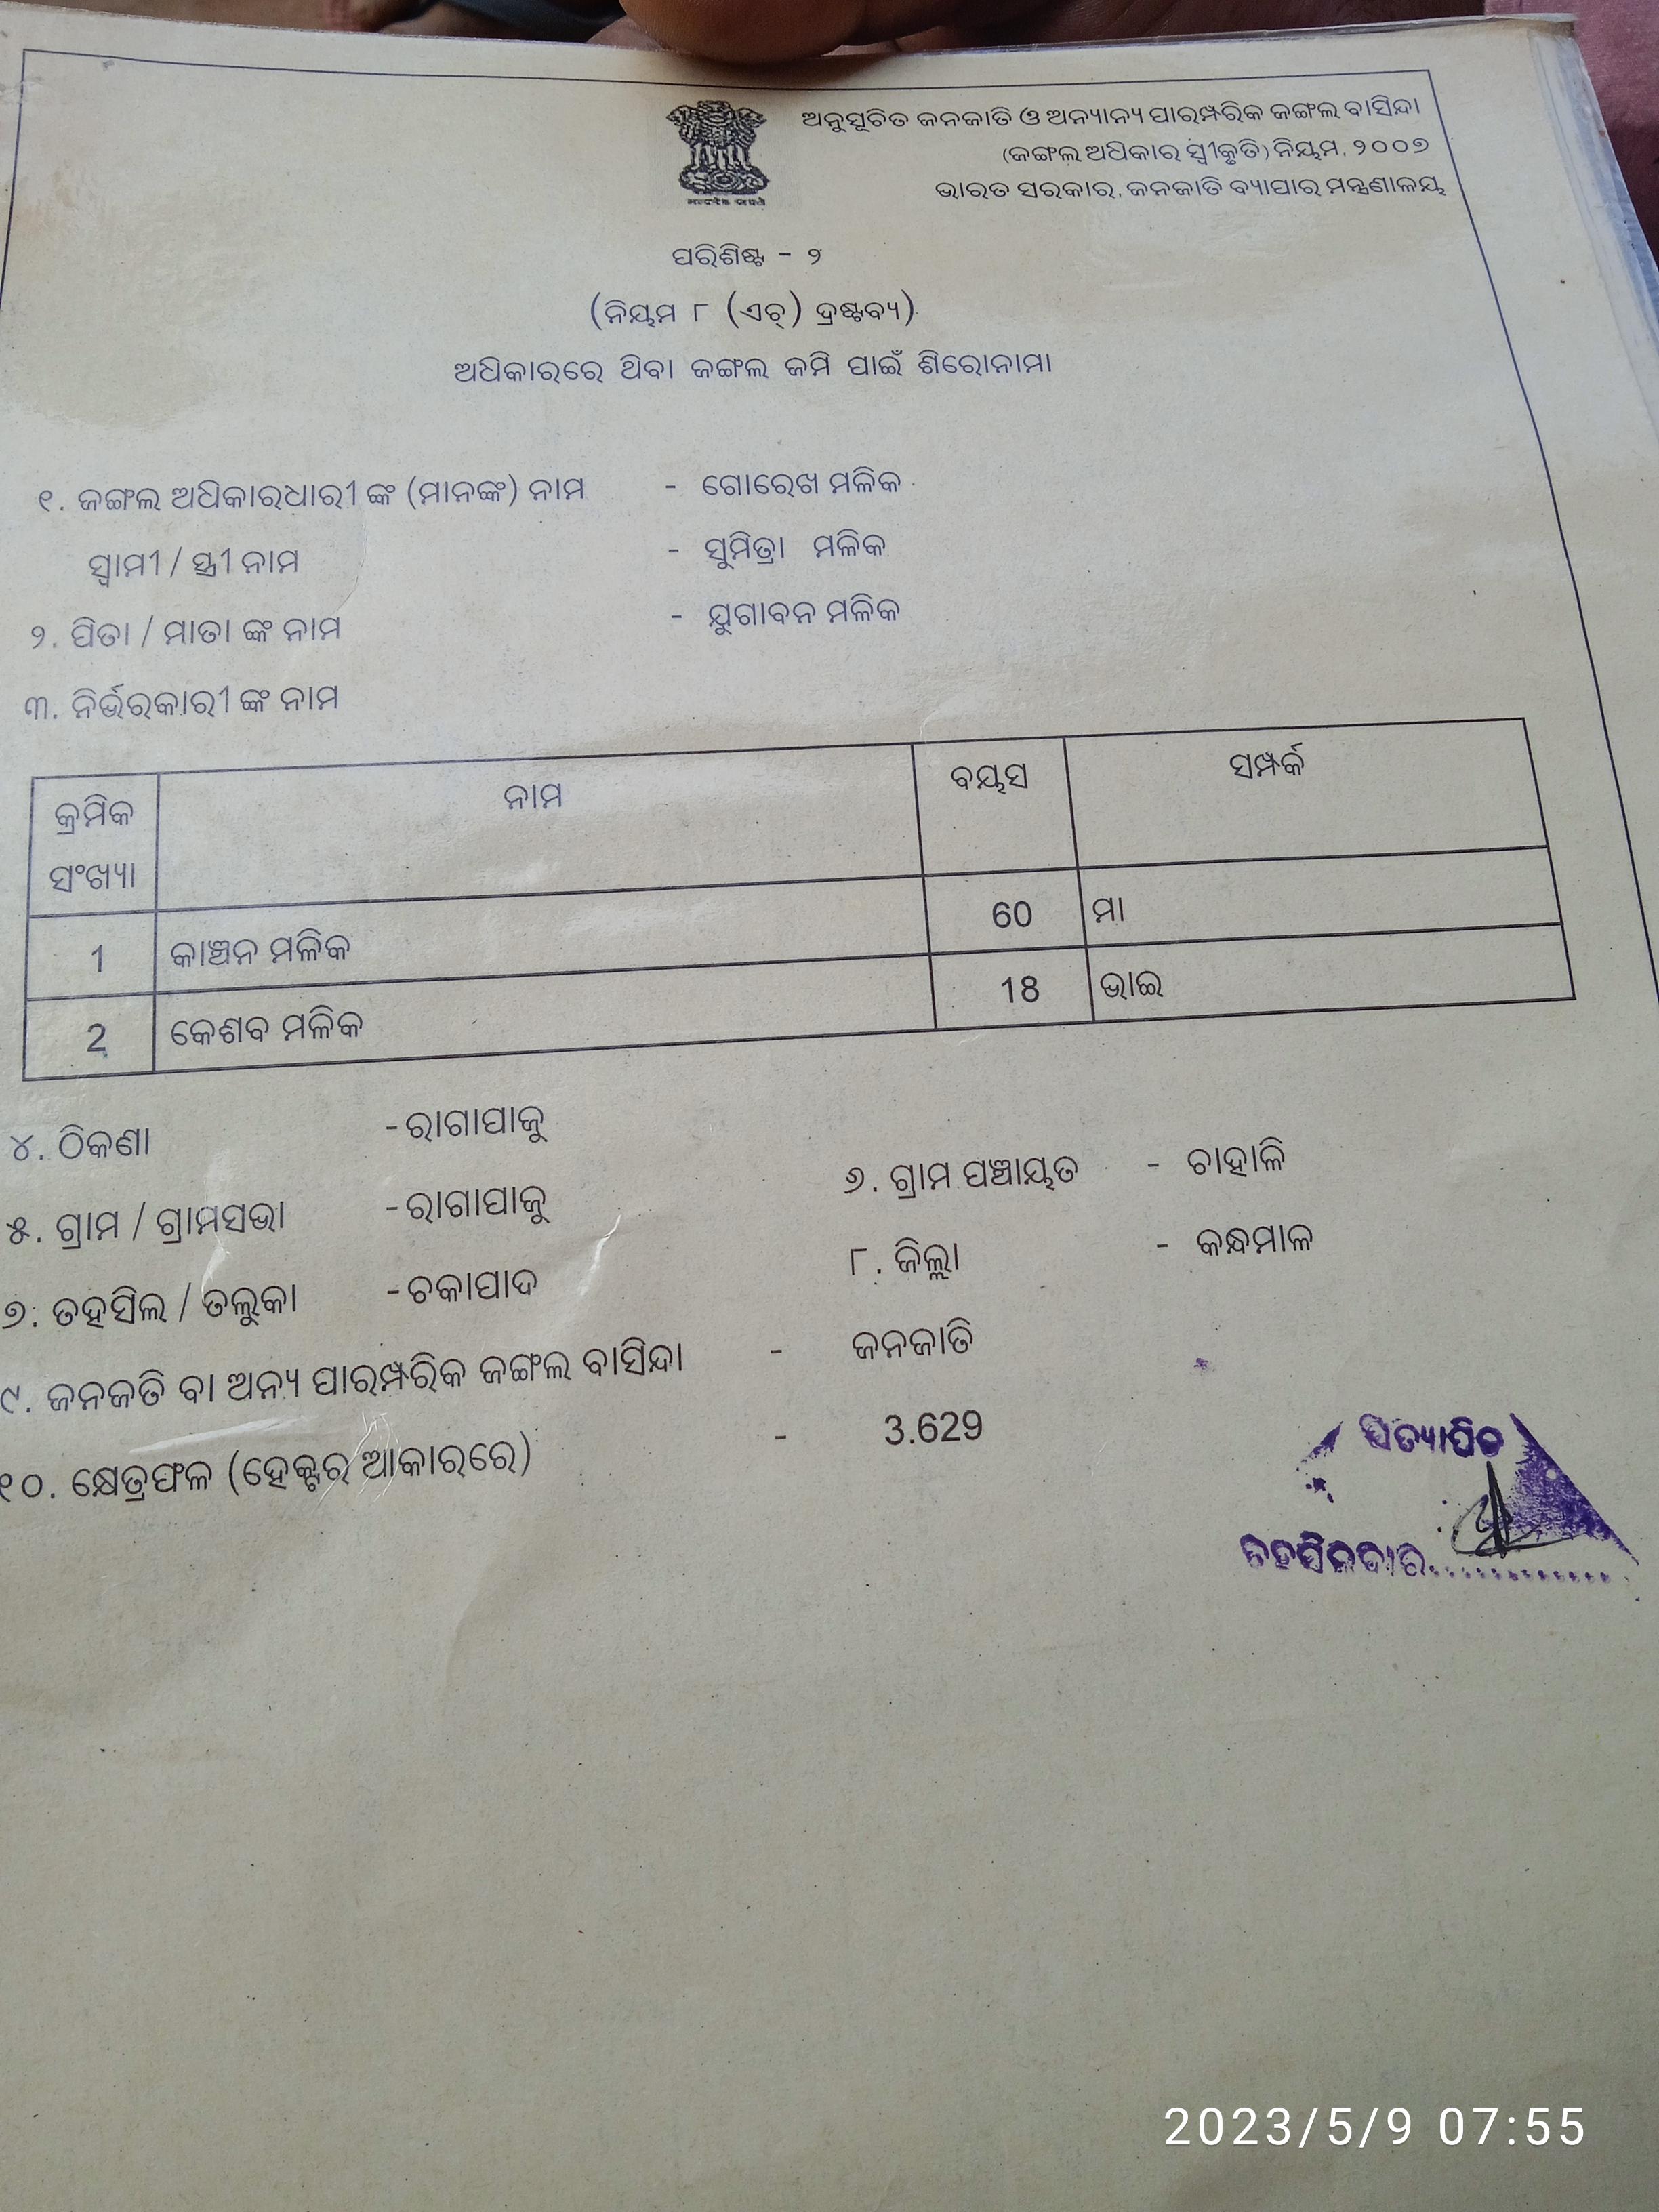 ଅନୁସୂଚିତ ଜନଜାତି ଓ ଅନ୍ୟାନ୍ୟ ପାରମ୍ପରିକ ଜଙ୍ଗଲ ବାସିନ୍ଦା
(ଜଙ୍ଗଲ ଅଧିକାର ସ୍ୱୀକୃତି) ନିୟମ, ୨୦୦୭
ଭାରତ ସରକାର, ଜନଜାତି ବ୍ୟାପାର ମନ୍ତ୍ରଣାଳୟ
ପରିଶିଷ୍ଟ - ୨
(ନିୟମ ୮ (ଏଚ୍) ଦ୍ରଷ୍ଟବ୍ୟ)
ଅଧିକାରରେ ଥିବା ଜଙ୍ଗଲ ଜମି ପାଇଁ ଶିରୋନାମା
୧. ଜଙ୍ଗଲ ଅଧିକାରଧାରୀ ଙ୍କ (ମାନଙ୍କ) ନାମ - ଗୋରେଖ ମଳିକ
ସ୍ୱାମୀ / ସ୍ତ୍ରୀ ନାମ - ସୁମିତ୍ରା ମଳିକ
୨. ପିତା / ମାତା ଙ୍କ ନାମ - ଯୁଗାବନ ମଳିକ
୩. ନିର୍ଭରକାରୀ ଙ୍କ ନାମ
କ୍ରମିକ ସଂଖ୍ୟା ନାମ ବୟସ ସମ୍ପର୍କ
1 କାଞ୍ଚନ ମଳିକ 60 ମା
2 କେଶବ ମଳିକ 18 ଭାଇ
୪. ଠିକଣା - ରାଗାପାଜୁ
୫. ଗ୍ରାମ / ଗ୍ରାମସଭା - ରାଗାପାଜୁ ୬. ଗ୍ରାମ ପଞ୍ଚାୟତ - ଚାହାଳି
୭. ତହସିଲ / ତଲୁକା - ଚକାପାଦ ୮. ଜିଲ୍ଲା - କନ୍ଧମାଳ
୯. ଜନଜତି ବା ଅନ୍ୟ ପାରମ୍ପରିକ ଜଙ୍ଗଲ ବାସିନ୍ଦା - ଜନଜାତି
୧୦. କ୍ଷେତ୍ରଫଳ (ହେକ୍ଟର ଆକାରରେ) - 3.629
ସତ୍ୟାପିତ
ତହସିଲଦାର..............
2023/5/9 07:55